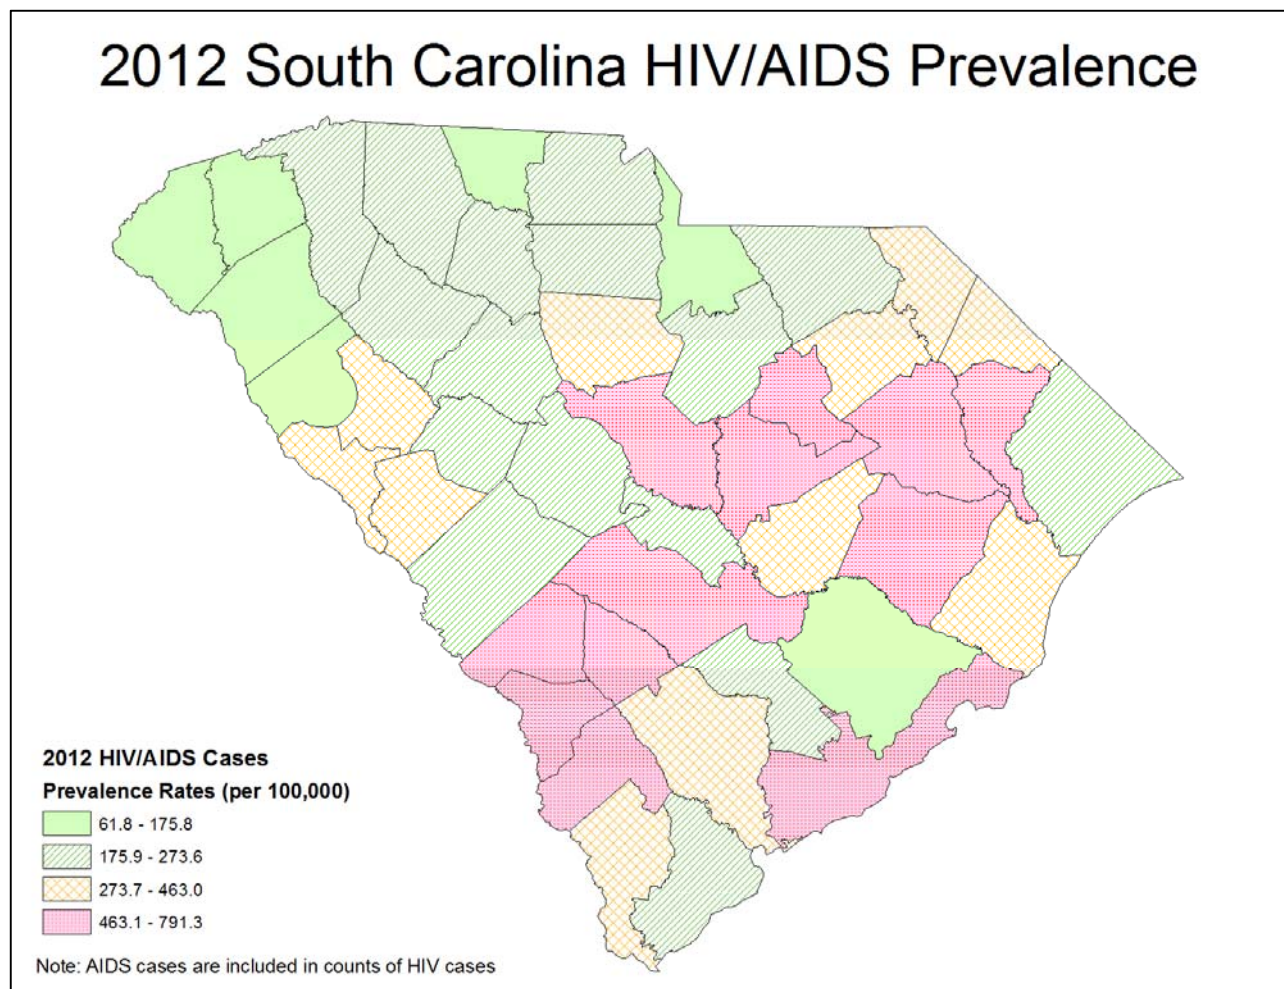 2012 South Carolina HIV/AIDS Prevalence
2012 HIV/AIDS Cases
Prevalence Rates (per 100,000)
61.8 - 175.8
175.9 - 273.6
273.7 - 463.0
463.1 - 791.3
Note: AIDS cases are included in counts of HIV cases